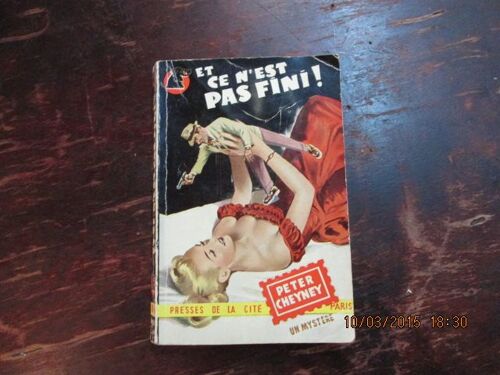 ET
CE N'EST
PAS FINI!
PETER
CHEYNEY
PRESSES DE LA CITÉ
PARIS
UN MYSTÈRE
10/03/2015 18:30